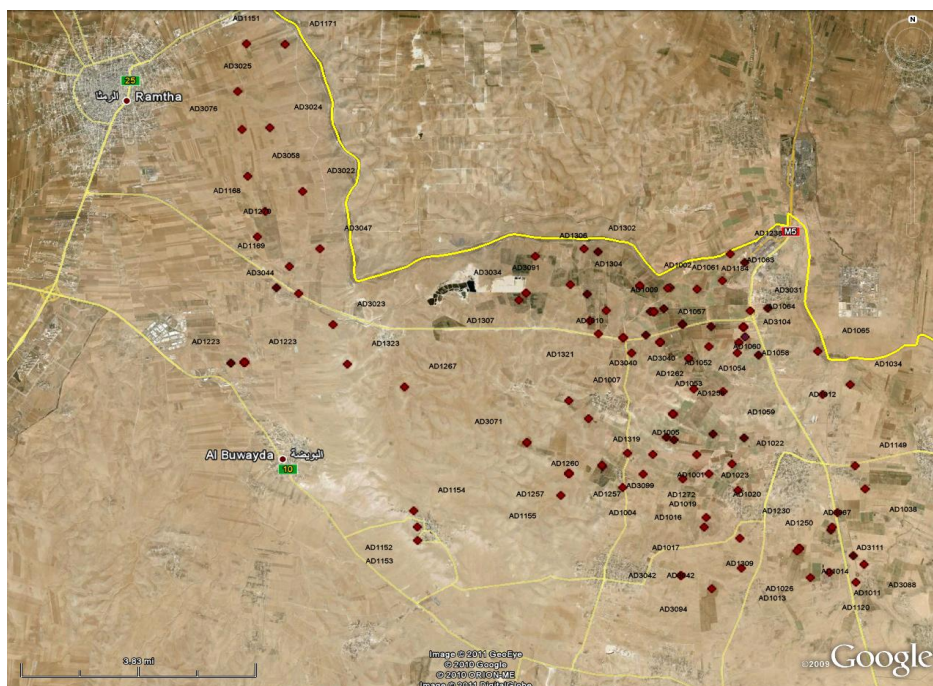 AD1151
AD1171
N
AD3025
25
الرمثا
Ramtha
AD3076
AD3024
AD3058
AD3022
AD1168
AD3047
AD1302
AD1306
AD1238
M5
AD1169
AD3044
AD3091
AD1304
AD1002
AD1061
AD1164
AD1063
AD3034
AD1009
AD3031
AD3023
AD1064
AD1307
AD1057
AD3104
AD1065
AD1323
AD1060
AD1223
AD1223
AD1321
AD3040
AD3040
AD1058
AD1267
AD1052
AD1054
AD1034
AD1262
AD1007
AD1053
AD1059
AD3071
AD1005
AD1319
AD1022
AD1149
Al Buwayda
البويضة
10
AD1260
AD1001
AD1023
AD3099
AD1154
AD1257
AD1257
AD1272
AD1020
AD1019
AD1155
AD1004
AD1016
AD1230
AD1038
AD1250
AD1152
AD1017
AD3111
AD1153
AD1309
AD3042
AD1014
AD3088
AD1026
AD1011
AD1013
AD3094
AD1120
3.83 mi
Image © 2011 GeoEye
© 2010 Google
© 2010 ORION-ME
Image © 2011 DigitalGlobe
©2009 Google